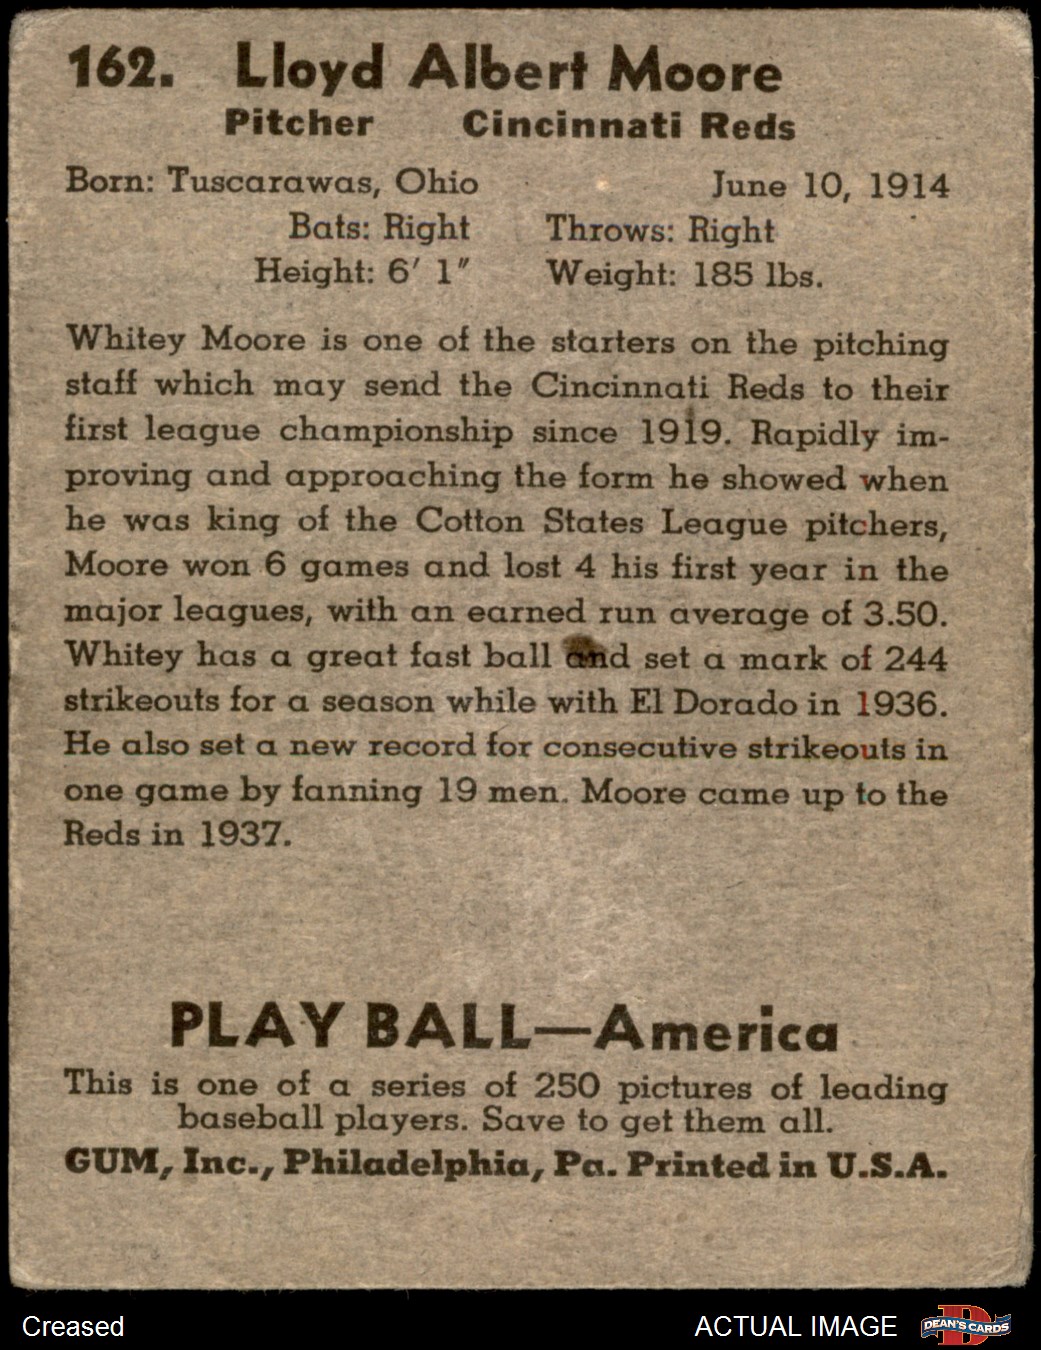 162. Lloyd Albert Moore
Pitcher Cincinnati Reds
Born: Tuscarawas, Ohio June 10, 1914
Bats: Right Throws: Right
Height: 6′ 1″ Weight: 185 lbs.
Whitey Moore is one of the starters on the pitching
staff which may send the Cincinnati Reds to their
first league championship since 1919. Rapidly im-
proving and approaching the form he showed when
he was king of the Cotton States League pitchers,
Moore won 6 games and lost 4 his first year in the
major leagues, with an earned run average of 3.50.
Whitey has a great fast ball and set a mark of 244
strikeouts for a season while with El Dorado in 1936.
He also set a new record for consecutive strikeouts in
one game by fanning 19 men. Moore came up to the
Reds in 1937.
PLAY BALL—America
This is one of a series of 250 pictures of leading
baseball players. Save to get them all.
GUM, Inc., Philadelphia, Pa. Printed in U.S.A.
Creased ACTUAL IMAGE
D
DEAN'S CARDS